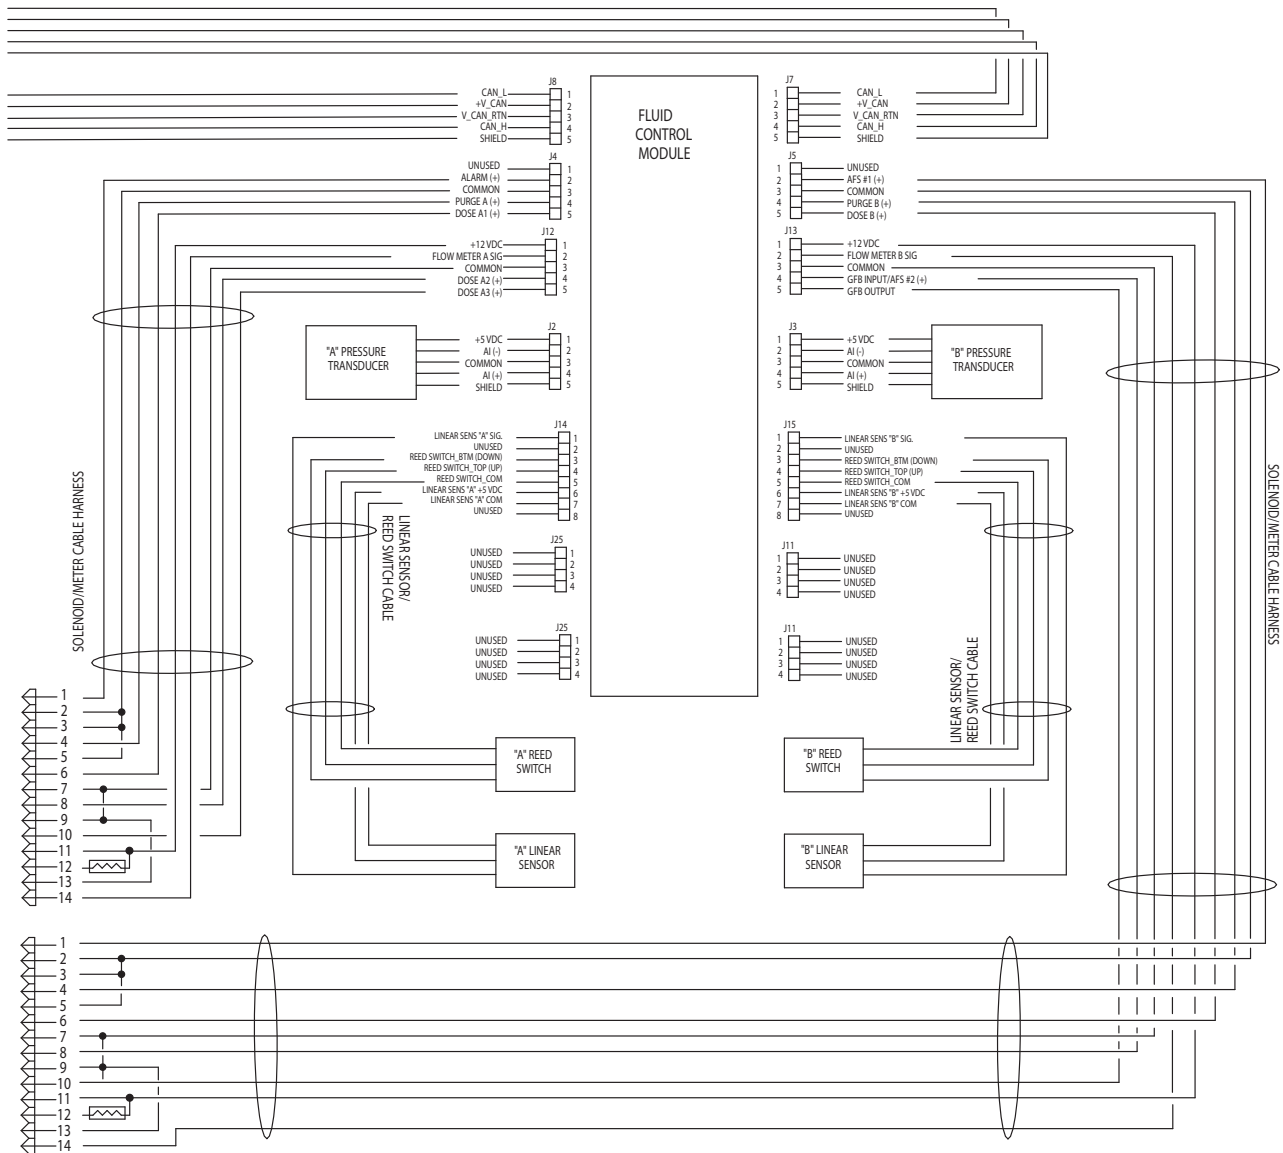 J8
CAN_L 1
+V_CAN 2
V_CAN_RTN 3
CAN_H 4
SHIELD 5
J4
UNUSED 1
ALARM (+) 2
COMMON 3
PURGE A (+) 4
DOSE A1 (+) 5
J12
+12 VDC 1
FLOW METER A SIG 2
COMMON 3
DOSE A2 (+) 4
DOSE A3 (+) 5
J2
+5 VDC 1
AI (-) 2
COMMON 3
AI (+) 4
SHIELD 5
"A" PRESSURE
TRANSDUCER
J14
LINEAR SENS "A" SIG. 1
UNUSED 2
REED SWITCH_BTM (DOWN) 3
REED SWITCH_TOP (UP) 4
REED SWITCH_COM 5
LINEAR SENS "A" +5 VDC 6
LINEAR SENS "A" COM 7
UNUSED 8
J25
UNUSED 1
UNUSED 2
UNUSED 3
UNUSED 4
J25
UNUSED 1
UNUSED 2
UNUSED 3
UNUSED 4
FLUID
CONTROL
MODULE
J7
1 CAN_L
2 +V_CAN
3 V_CAN_RTN
4 CAN_H
5 SHIELD
J5
1 UNUSED
2 AFS #1 (+)
3 COMMON
4 PURGE B (+)
5 DOSE B (+)
J13
1 +12 VDC
2 FLOW METER B SIG
3 COMMON
4 GFB INPUT/AFS #2 (+)
5 GFB OUTPUT
J3
1 +5 VDC
2 AI (-)
3 COMMON
4 AI (+)
5 SHIELD
"B" PRESSURE
TRANSDUCER
J15
1 LINEAR SENS "B" SIG.
2 UNUSED
3 REED SWITCH_BTM (DOWN)
4 REED SWITCH_TOP (UP)
5 REED SWITCH_COM
6 LINEAR SENS "B" +5 VDC
7 LINEAR SENS "B" COM
8 UNUSED
J11
1 UNUSED
2 UNUSED
3 UNUSED
4 UNUSED
J11
1 UNUSED
2 UNUSED
3 UNUSED
4 UNUSED
SOLENOID/METER CABLE HARNESS
LINEAR SENSOR/
REED SWITCH CABLE
LINEAR SENSOR/
REED SWITCH CABLE
SOLENOID/METER CABLE HARNESS
"A" REED
SWITCH
"B" REED
SWITCH
"A" LINEAR
SENSOR
"B" LINEAR
SENSOR
1
2
3
4
5
6
7
8
9
10
11
12
13
14
1
2
3
4
5
6
7
8
9
10
11
12
13
14